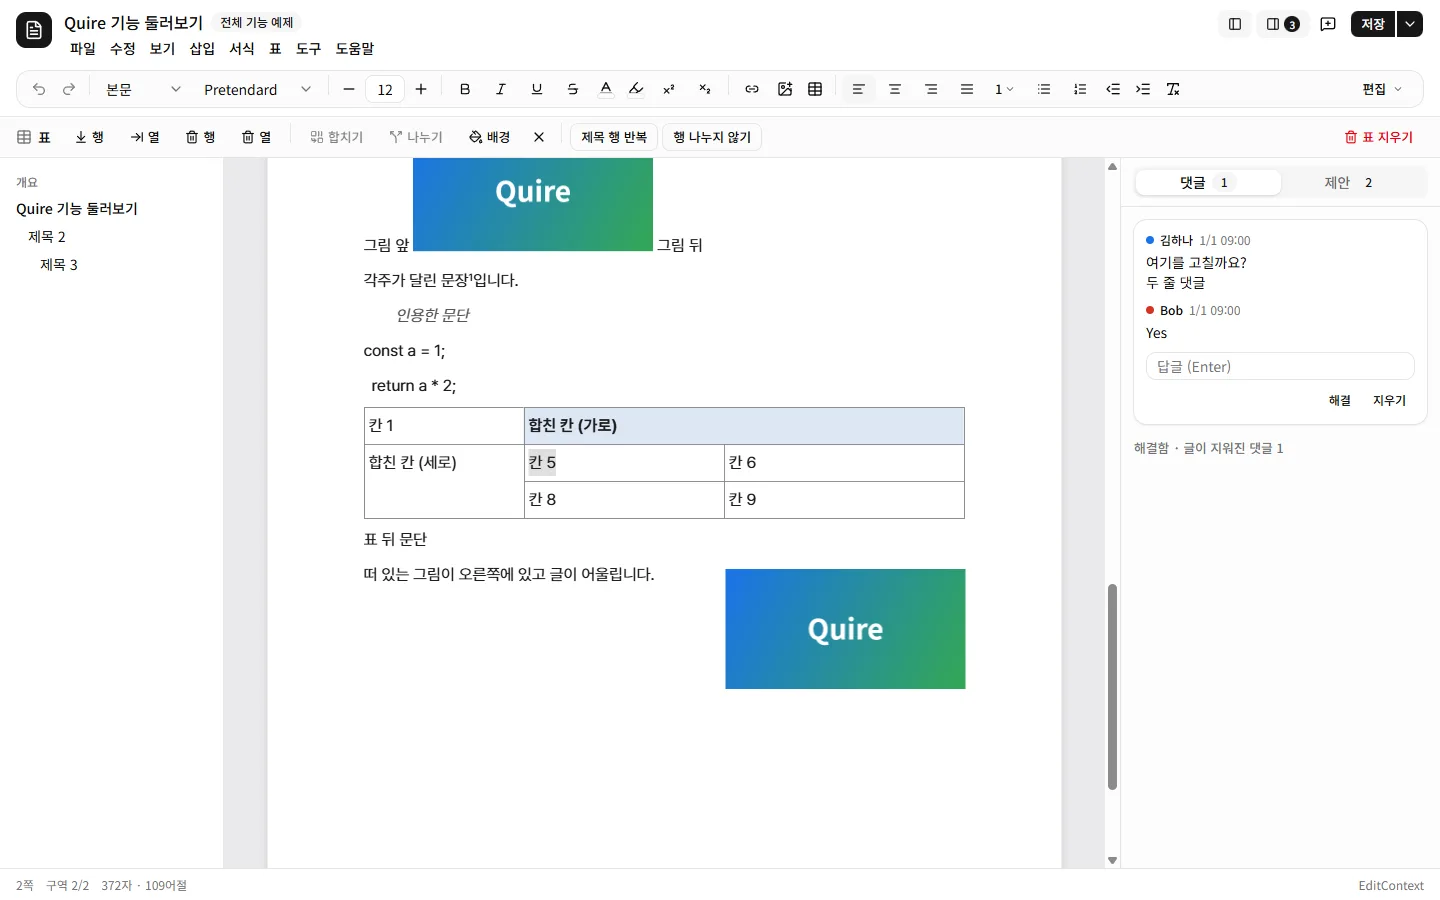 Quire 기능 둘러보기 전체 기능 예제
파일 수정 보기 삽입 서식 표 도구 도움말
3 저장
본문 Pretendard 12 B I U S A x² x₂ 1 편집
표 행 열 행 열 합치기 나누기 배경 제목 행 반복 행 나누지 않기 표 지우기
개요
Quire 기능 둘러보기
제목 2
제목 3
Quire
그림 앞 그림 뒤
각주가 달린 문장¹입니다.
인용한 문단
const a = 1;
return a * 2;
칸 1 합친 칸 (가로)
합친 칸 (세로) 칸 5 칸 6
칸 8 칸 9
표 뒤 문단
떠 있는 그림이 오른쪽에 있고 글이 어울립니다.
Quire
댓글 1 제안 2
김하나 1/1 09:00
여기를 고칠까요?
두 줄 댓글
Bob 1/1 09:00
Yes
답글 (Enter)
해결 지우기
해결함 · 글이 지워진 댓글 1
2쪽 구역 2/2 372자 · 109어절
EditContext